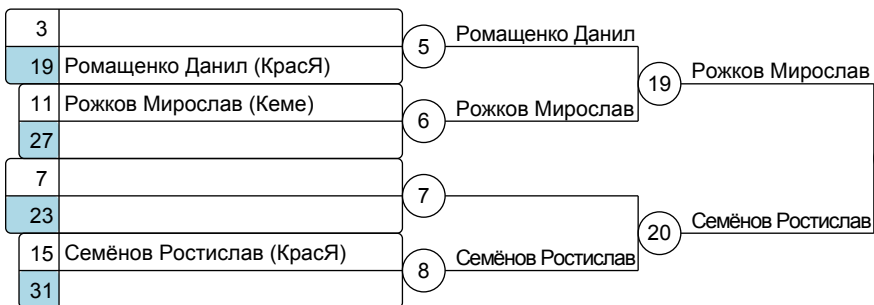 3
5 Ромащенко Данил
19 Ромащенко Данил (КрасЯ)
19 Рожков Мирослав
11 Рожков Мирослав (Кеме)
6 Рожков Мирослав
27
7
7
23
20 Семёнов Ростислав
15 Семёнов Ростислав (КрасЯ)
8 Семёнов Ростислав
31